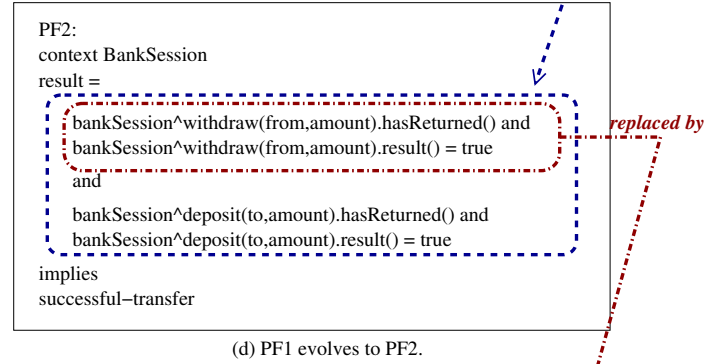 PF2:
context BankSession
result =
bankSession^withdraw(from,amount).hasReturned() and
replaced by
bankSession^withdraw(from,amount).result() = true
and
bankSession^deposit(to,amount).hasReturned() and
bankSession^deposit(to,amount).result() = true
implies
successful−transfer
(d) PF1 evolves to PF2.